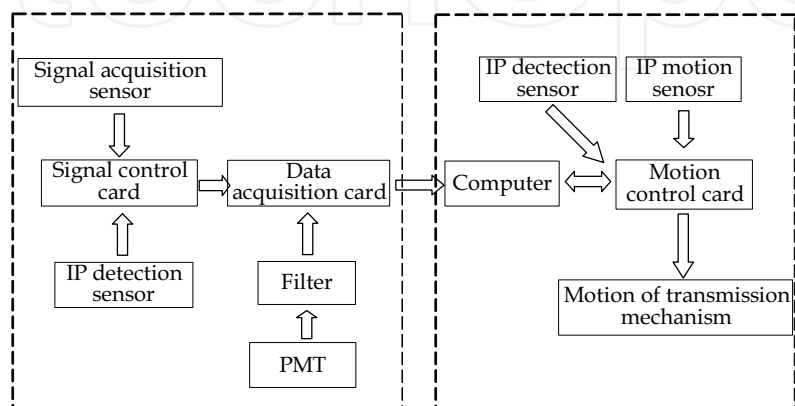 Signal acquisition
sensor
Signal control
card
IP detection
sensor
Data
acquisition card
Filter
PMT
IP dectection
sensor
IP motion
senosr
Computer
Motion
control card
Motion of transmission
mechanism